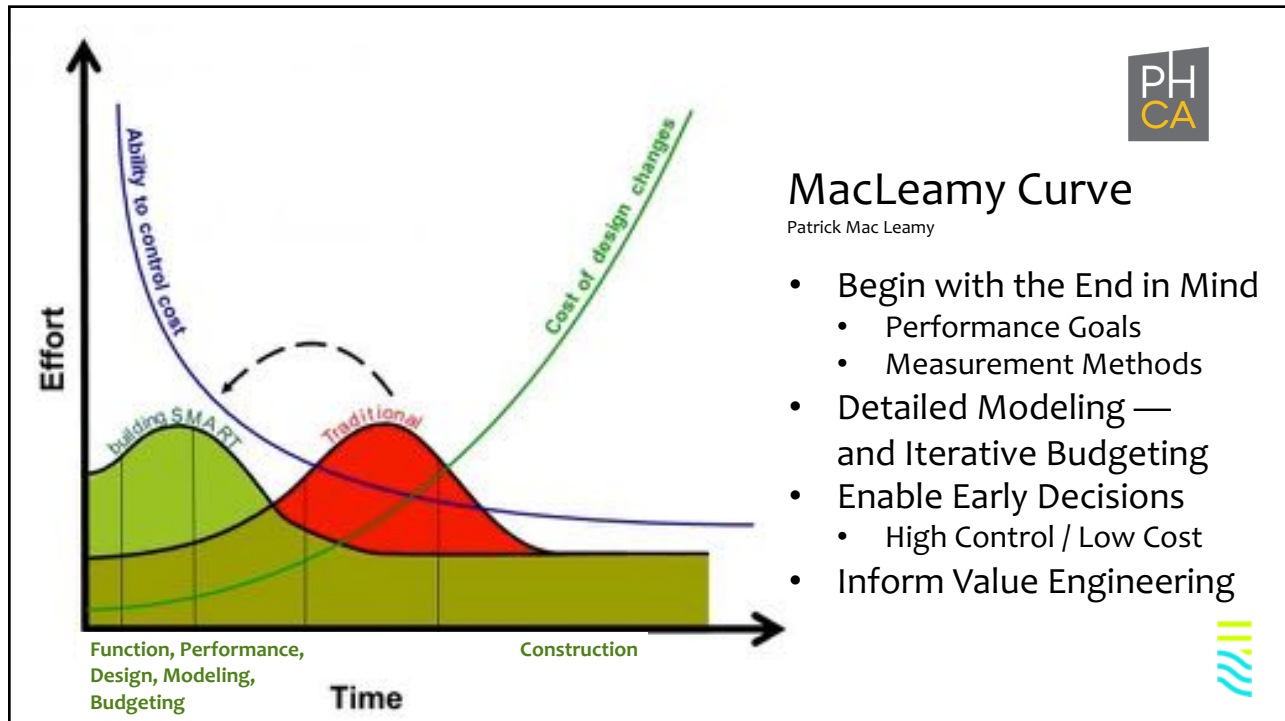 PH
CA
MacLeamy Curve
Patrick Mac Leamy
• Begin with the End in Mind
• Performance Goals
• Measurement Methods
• Detailed Modeling —
and Iterative Budgeting
• Enable Early Decisions
• High Control / Low Cost
• Inform Value Engineering
Effort
Ability to control cost
Cost of design changes
building SMART
Traditional
Function, Performance,
Design, Modeling,
Budgeting
Construction
Time